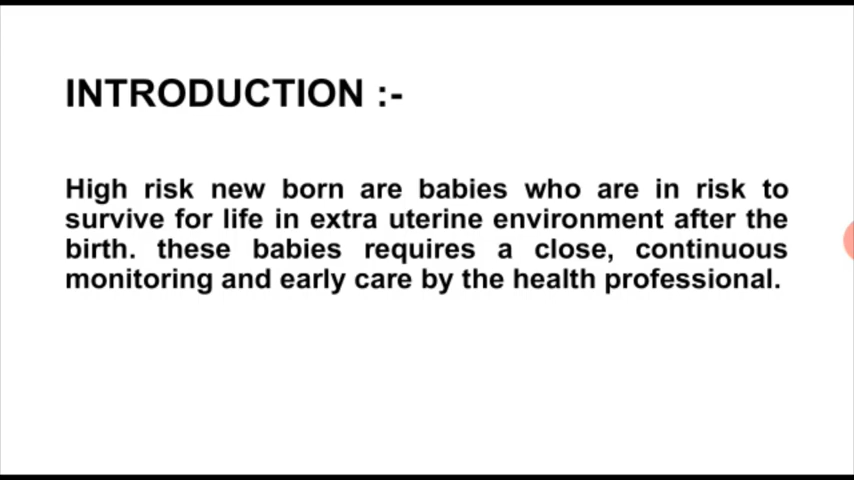 INTRODUCTION :-
High risk new born are babies who are in risk to
survive for life in extra uterine environment after the
birth. these babies requires a close, continuous
monitoring and early care by the health professional.